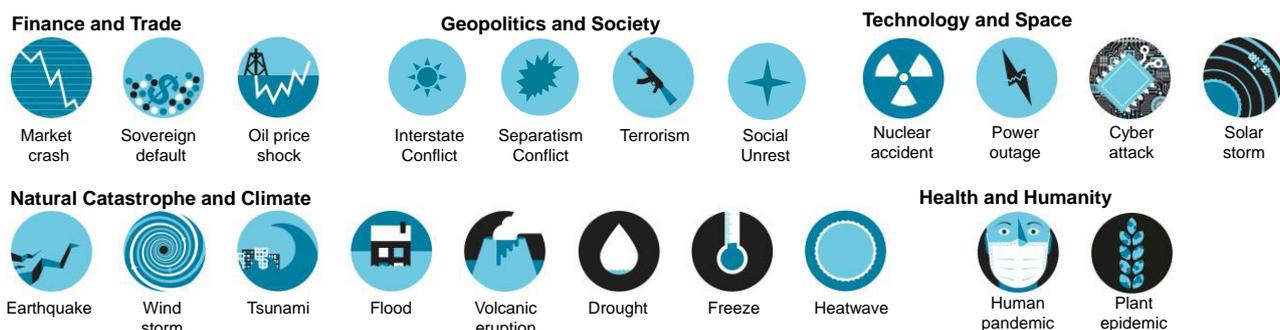 Finance and Trade
Geopolitics and Society
Technology and Space
Market
crash
Sovereign
default
Oil price
shock
Interstate
Conflict
Separatism
Conflict
Terrorism
Social
Unrest
Nuclear
accident
Power
outage
Cyber
attack
Solar
storm
Natural Catastrophe and Climate
Health and Humanity
Earthquake
Wind
storm
Tsunami
Flood
Volcanic
eruption
Drought
Freeze
Heatwave
Human
pandemic
Plant
epidemic